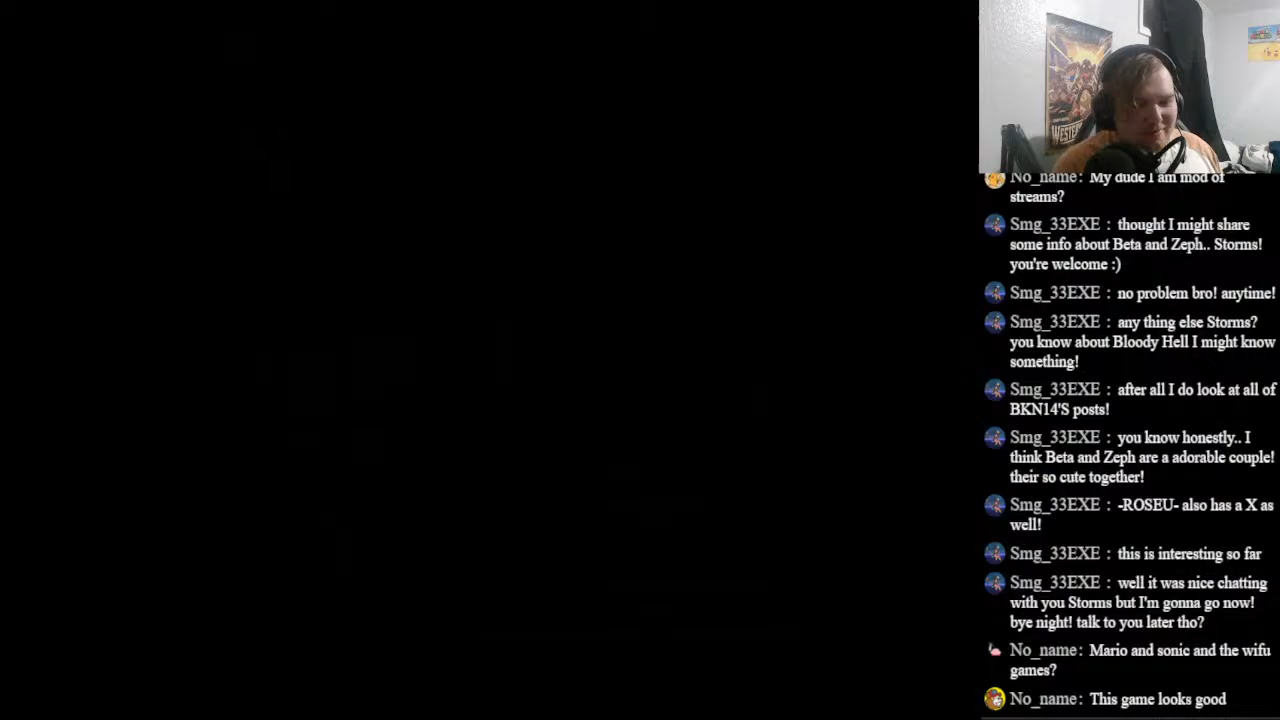 WESTE
No_name: My dude I am mod of
streams?
Smg_33EXE : thought I might share
some info about Beta and Zeph.. Storms!
you're welcome :)
Smg_33EXE : no problem bro! anytime!
Smg_33EXE : any thing else Storms?
you know about Bloody Hell I might know
something!
Smg_33EXE : after all I do look at all of
BKN14'S posts!
Smg_33EXE : you know honestly.. I
think Beta and Zeph are a adorable couple!
their so cute together!
Smg_33EXE : -ROSEU- also has a X as
well!
Smg_33EXE : this is interesting so far
Smg_33EXE : well it was nice chatting
with you Storms but I'm gonna go now!
bye night! talk to you later tho?
No_name: Mario and sonic and the wifu
games?
No_name: This game looks good